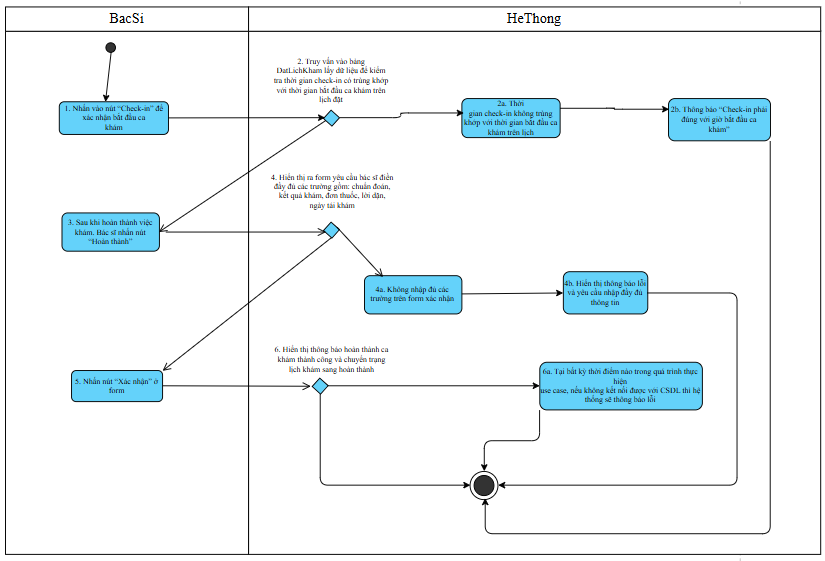 BacSi
HeThong
2. Truy vấn vào bảng
DatLichKham lấy dữ liệu để kiểm
tra thời gian check-in có trùng khớp
với thời gian bắt đầu ca khám trên
lịch đặt
1. Nhấn vào nút “Check-in” để
xác nhận bắt đầu ca
khám
2a. Thời
gian check-in không trùng
khớp với thời gian bắt đầu ca
khám trên lịch
2b. Thông báo “Check-in phải
đúng với giờ bắt đầu ca
khám”
4. Hiển thị ra form yêu cầu bác sĩ điền
đầy đủ các trường gồm: chuẩn đoán,
kết quả khám, đơn thuốc, lời dặn,
ngày tái khám
3. Sau khi hoàn thành việc
khám. Bác sĩ nhấn nút
“Hoàn thành”
4a. Không nhập đủ các
trường trên form xác nhận
4b. Hiển thị thông báo lỗi
và yêu cầu nhập đầy đủ
thông tin
6. Hiển thị thông báo hoàn thành ca
khám thành công và chuyển trạng
lịch khám sang hoàn thành
5. Nhấn nút “Xác nhận” ở
form
6a. Tại bất kỳ thời điểm nào trong quá trình thực
hiện
use case, nếu không kết nối được với CSDL thì hệ
thống sẽ thông báo lỗi